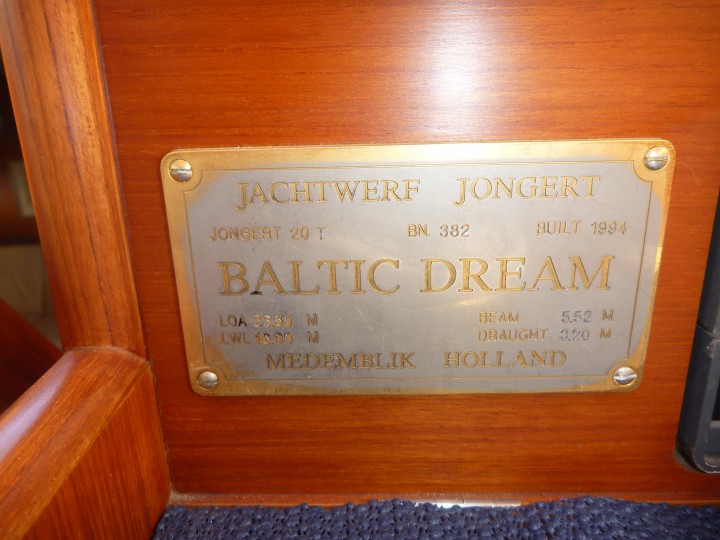 JACHTWERF JONGERT
JONGERT 20 T BN 382 BUILT 1994
BALTIC DREAM
LOA M BEAM 5.52 M
LWL M DRAUGHT. 3.20 M
MEDEMBLIK HOLLAND